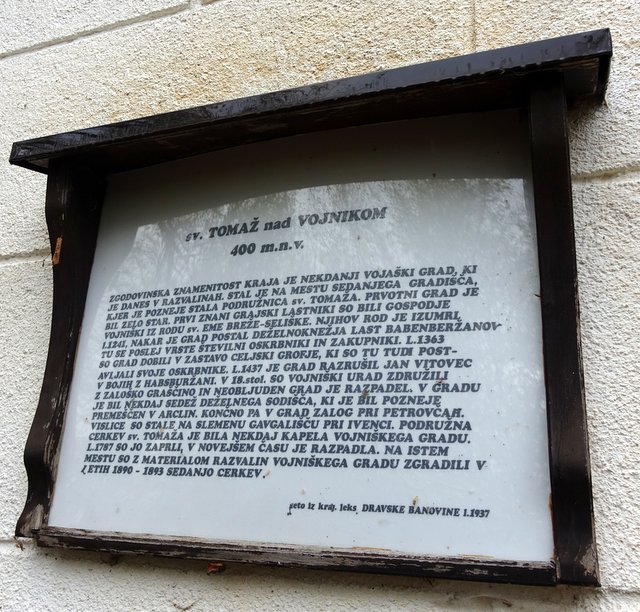 sv. TOMAŽ nad VOJNIKOM
400 m.n.v.
ZGODOVINSKA ZNAMENITOST KRAJA JE NEKDANJI VOJAŠKI GRAD, KI
JE DANES V RAZVALINAH. STAL JE NA MESTU SEDANJEGA GRADIŠČA,
KJER JE POZNEJE STALA PODRUŽNICA sv. TOMAŽA. PRVOTNI GRAD JE
BIL ZELO STAR. PRVI ZNANI GRAJSKI LASTNIKI SO BILI GOSPODJE
VOJNIŠKI IZ RODU sv. EME BREŽE-SELIŠKE. NJIHOV ROD JE IZUMRL
L.1241, NAKAR JE GRAD POSTAL DEŽELNOKNEŽJA LAST BABENBERŽANOV
TU SE POSLEJ VRSTE ŠTEVILNI OSKRBNIKI IN ZAKUPNIKI. L.1363
SO GRAD DOBILI V ZASTAVO CELJSKI GROFJE, KI SO TU TUDI POST-
AVLJALI SVOJE OSKRBNIKE. L.1437 JE GRAD RAZRUŠIL JAN VITOVEC
V BOJIH Z HABSBURŽANI. V 18.stol. SO VOJNIŠKI URAD ZDRUŽILI
Z ZALOŠKO GRAŠČINO IN NEOBLJUDEN GRAD JE RAZPADEL. V GRADU
JE BIL NEKDAJ SEDEŽ DEŽELNEGA SODIŠČA, KI JE BIL POZNEJE
PREMEŠČEN V ARCLIN. KONČNO PA V GRAD ZALOG PRI PETROVČAH.
VISLICE SO STALE NA SLEMENU GAVGALIŠČU PRI IVENCI. PODRUŽNA
CERKEV sv. TOMAŽA JE BILA NEKDAJ KAPELA VOJNIŠKEGA GRADU.
L.1787 SO JO ZAPRLI, V NOVEJŠEM ČASU JE RAZPADLA. NA ISTEM
MESTU SO Z MATERIALOM RAZVALIN VOJNIŠKEGA GRADU ZGRADILI V
LETIH 1890 - 1893 SEDANJO CERKEV.
iz kraj. leks DRAVSKE BANOVINE l.1937